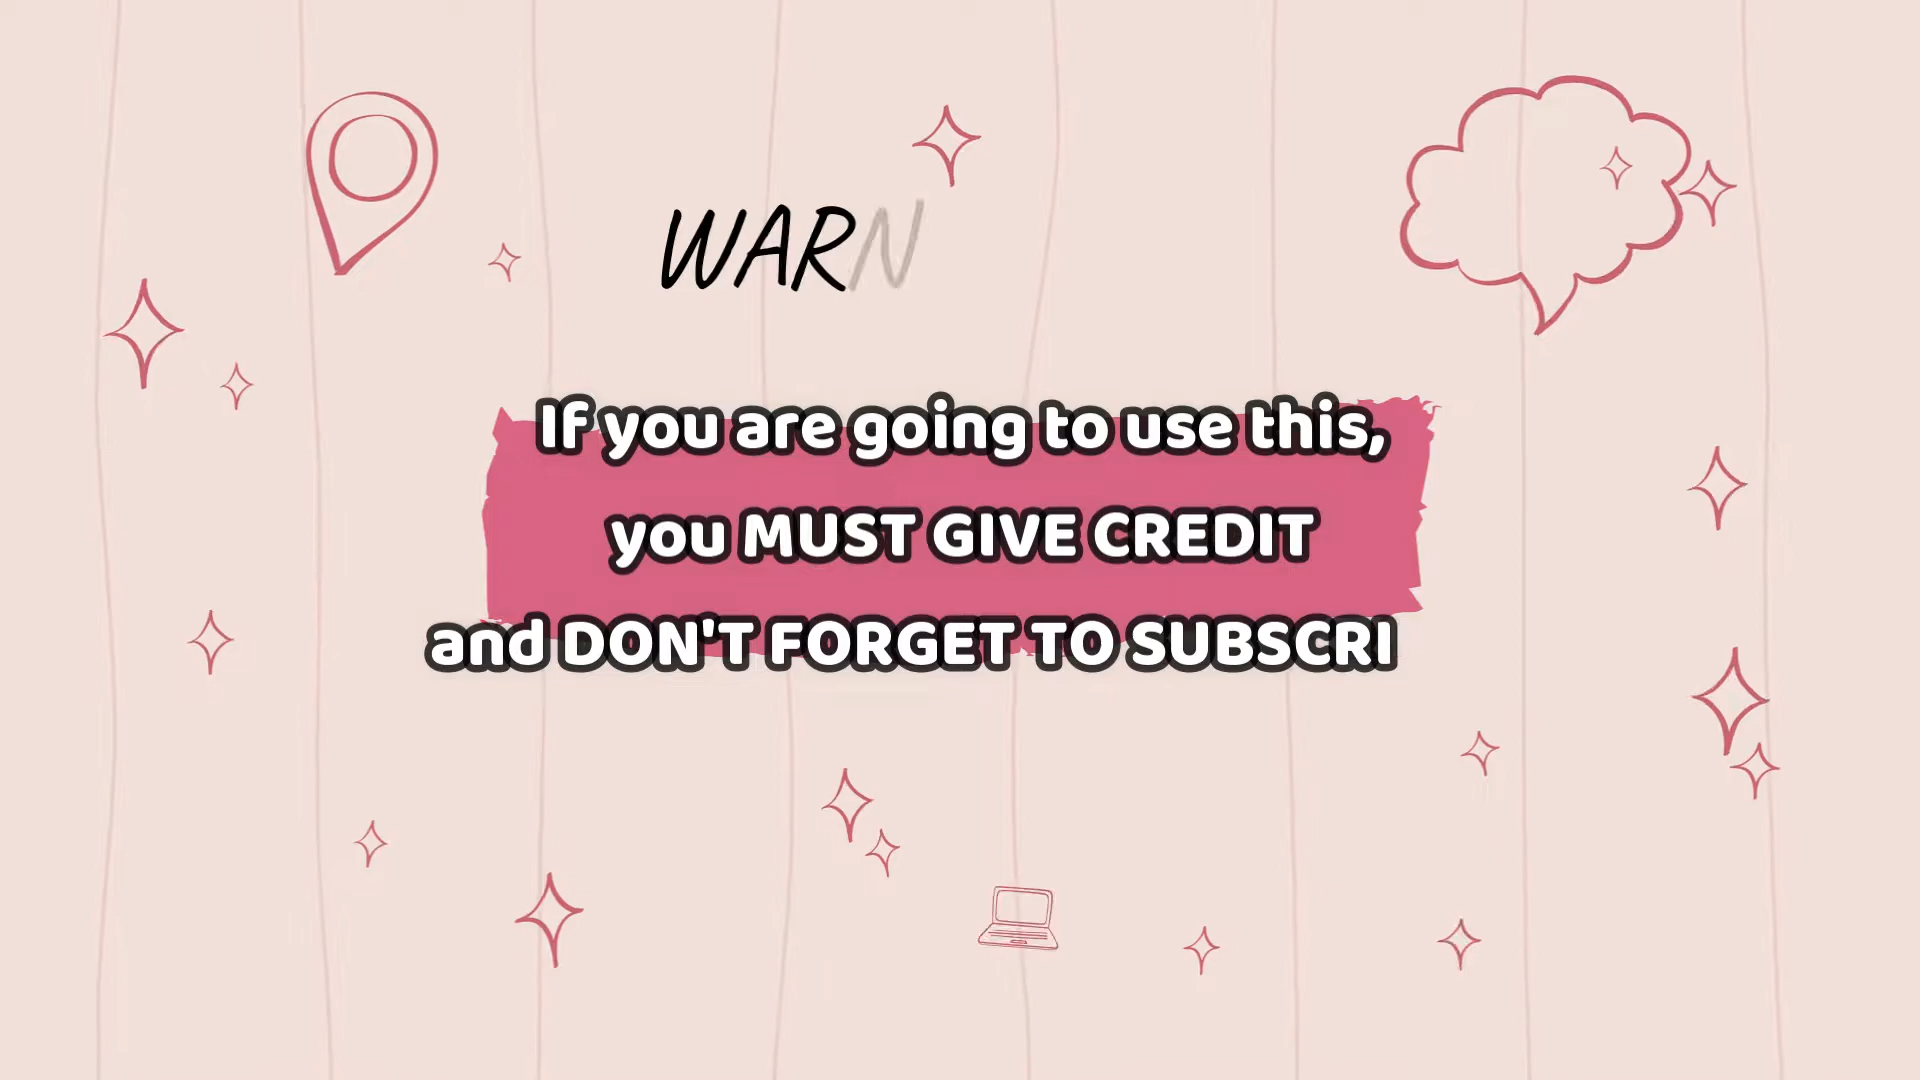 WARN
If you are going to use this,
you MUST GIVE CREDIT
and DON'T FORGET TO SUBSCRI